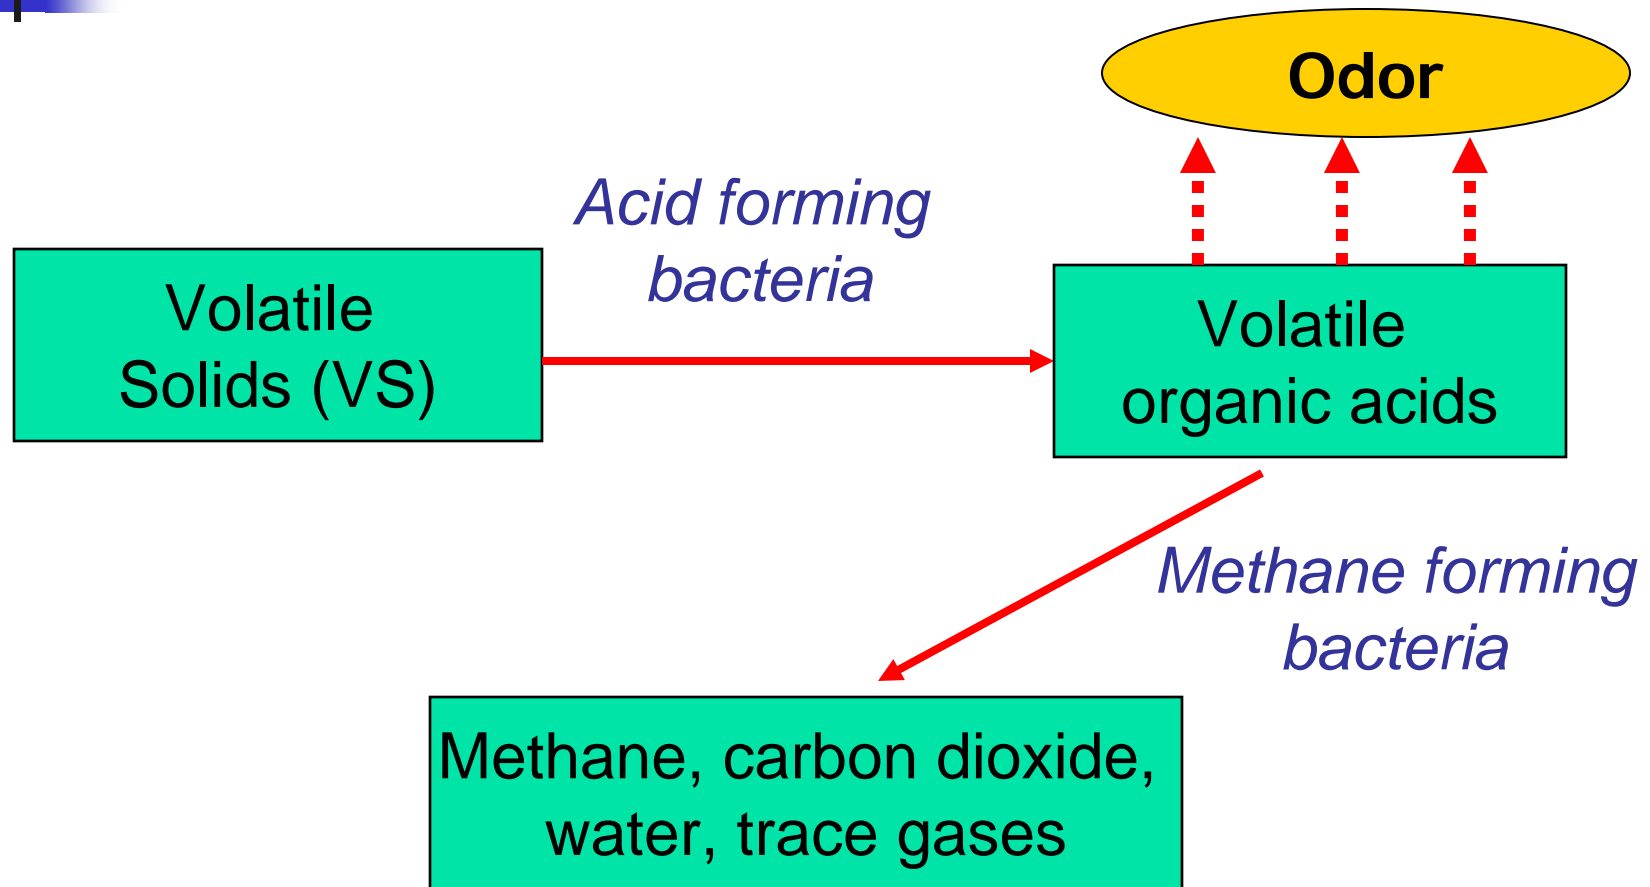 Odor
Acid forming
bacteria
Volatile
Solids (VS)
Volatile
organic acids
Methane forming
bacteria
Methane, carbon dioxide,
water, trace gases